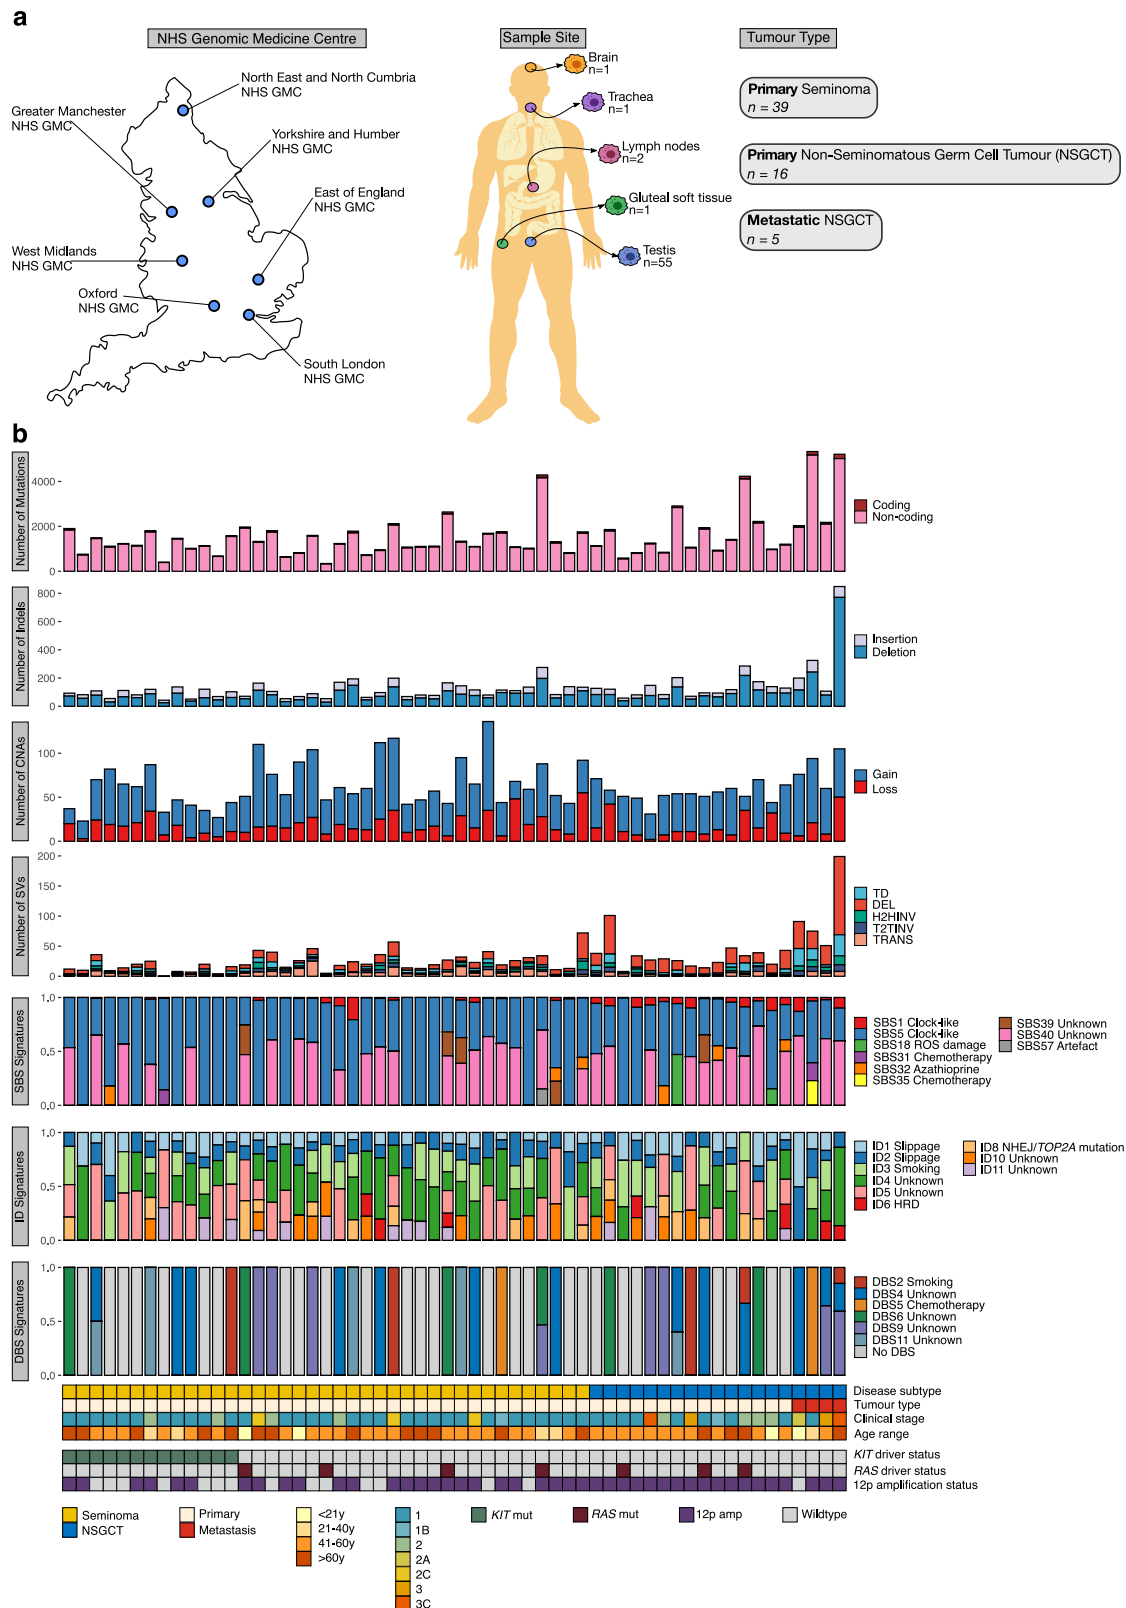 a
NHS Genomic Medicine Centre
Sample Site
Tumour Type
North East and North Cumbria
NHS GMC
Greater Manchester
NHS GMC
Yorkshire and Humber
NHS GMC
East of England
NHS GMC
West Midlands
NHS GMC
Oxford
NHS GMC
South London
NHS GMC
Brain
n=1
Trachea
n=1
Lymph nodes
n=2
Gluteal soft tissue
n=1
Testis
n=55
Primary Seminoma
n = 39
Primary Non-Seminomatous Germ Cell Tumour (NSGCT)
n = 16
Metastatic NSGCT
n = 5
b
Number of Mutations
4000
2000
0
Coding
Non-coding
Number of Indels
800
600
400
200
0
Insertion
Deletion
Number of CNAs
100
50
0
Gain
Loss
Number of SVs
200
150
100
50
0
TD
DEL
H2HINV
T2TINV
TRANS
SBS Signatures
1.0
0.5
0.0
SBS1 Clock-like
SBS5 Clock-like
SBS18 ROS damage
SBS31 Chemotherapy
SBS32 Azathioprine
SBS35 Chemotherapy
SBS39 Unknown
SBS40 Unknown
SBS57 Artefact
ID Signatures
1.0
0.5
0.0
ID1 Slippage
ID2 Slippage
ID3 Smoking
ID4 Unknown
ID5 Unknown
ID6 HRD
ID8 NHEJ/TOP2A mutation
ID10 Unknown
ID11 Unknown
DBS Signatures
1.0
0.5
0.0
DBS2 Smoking
DBS4 Unknown
DBS5 Chemotherapy
DBS6 Unknown
DBS9 Unknown
DBS11 Unknown
No DBS
Disease subtype
Tumour type
Clinical stage
Age range
KIT driver status
RAS driver status
12p amplification status
Seminoma
NSGCT
Primary
Metastasis
<21y
21-40y
41-60y
>60y
1
1B
2
2A
2C
3
3C
KIT mut
RAS mut
12p amp
Wildtype